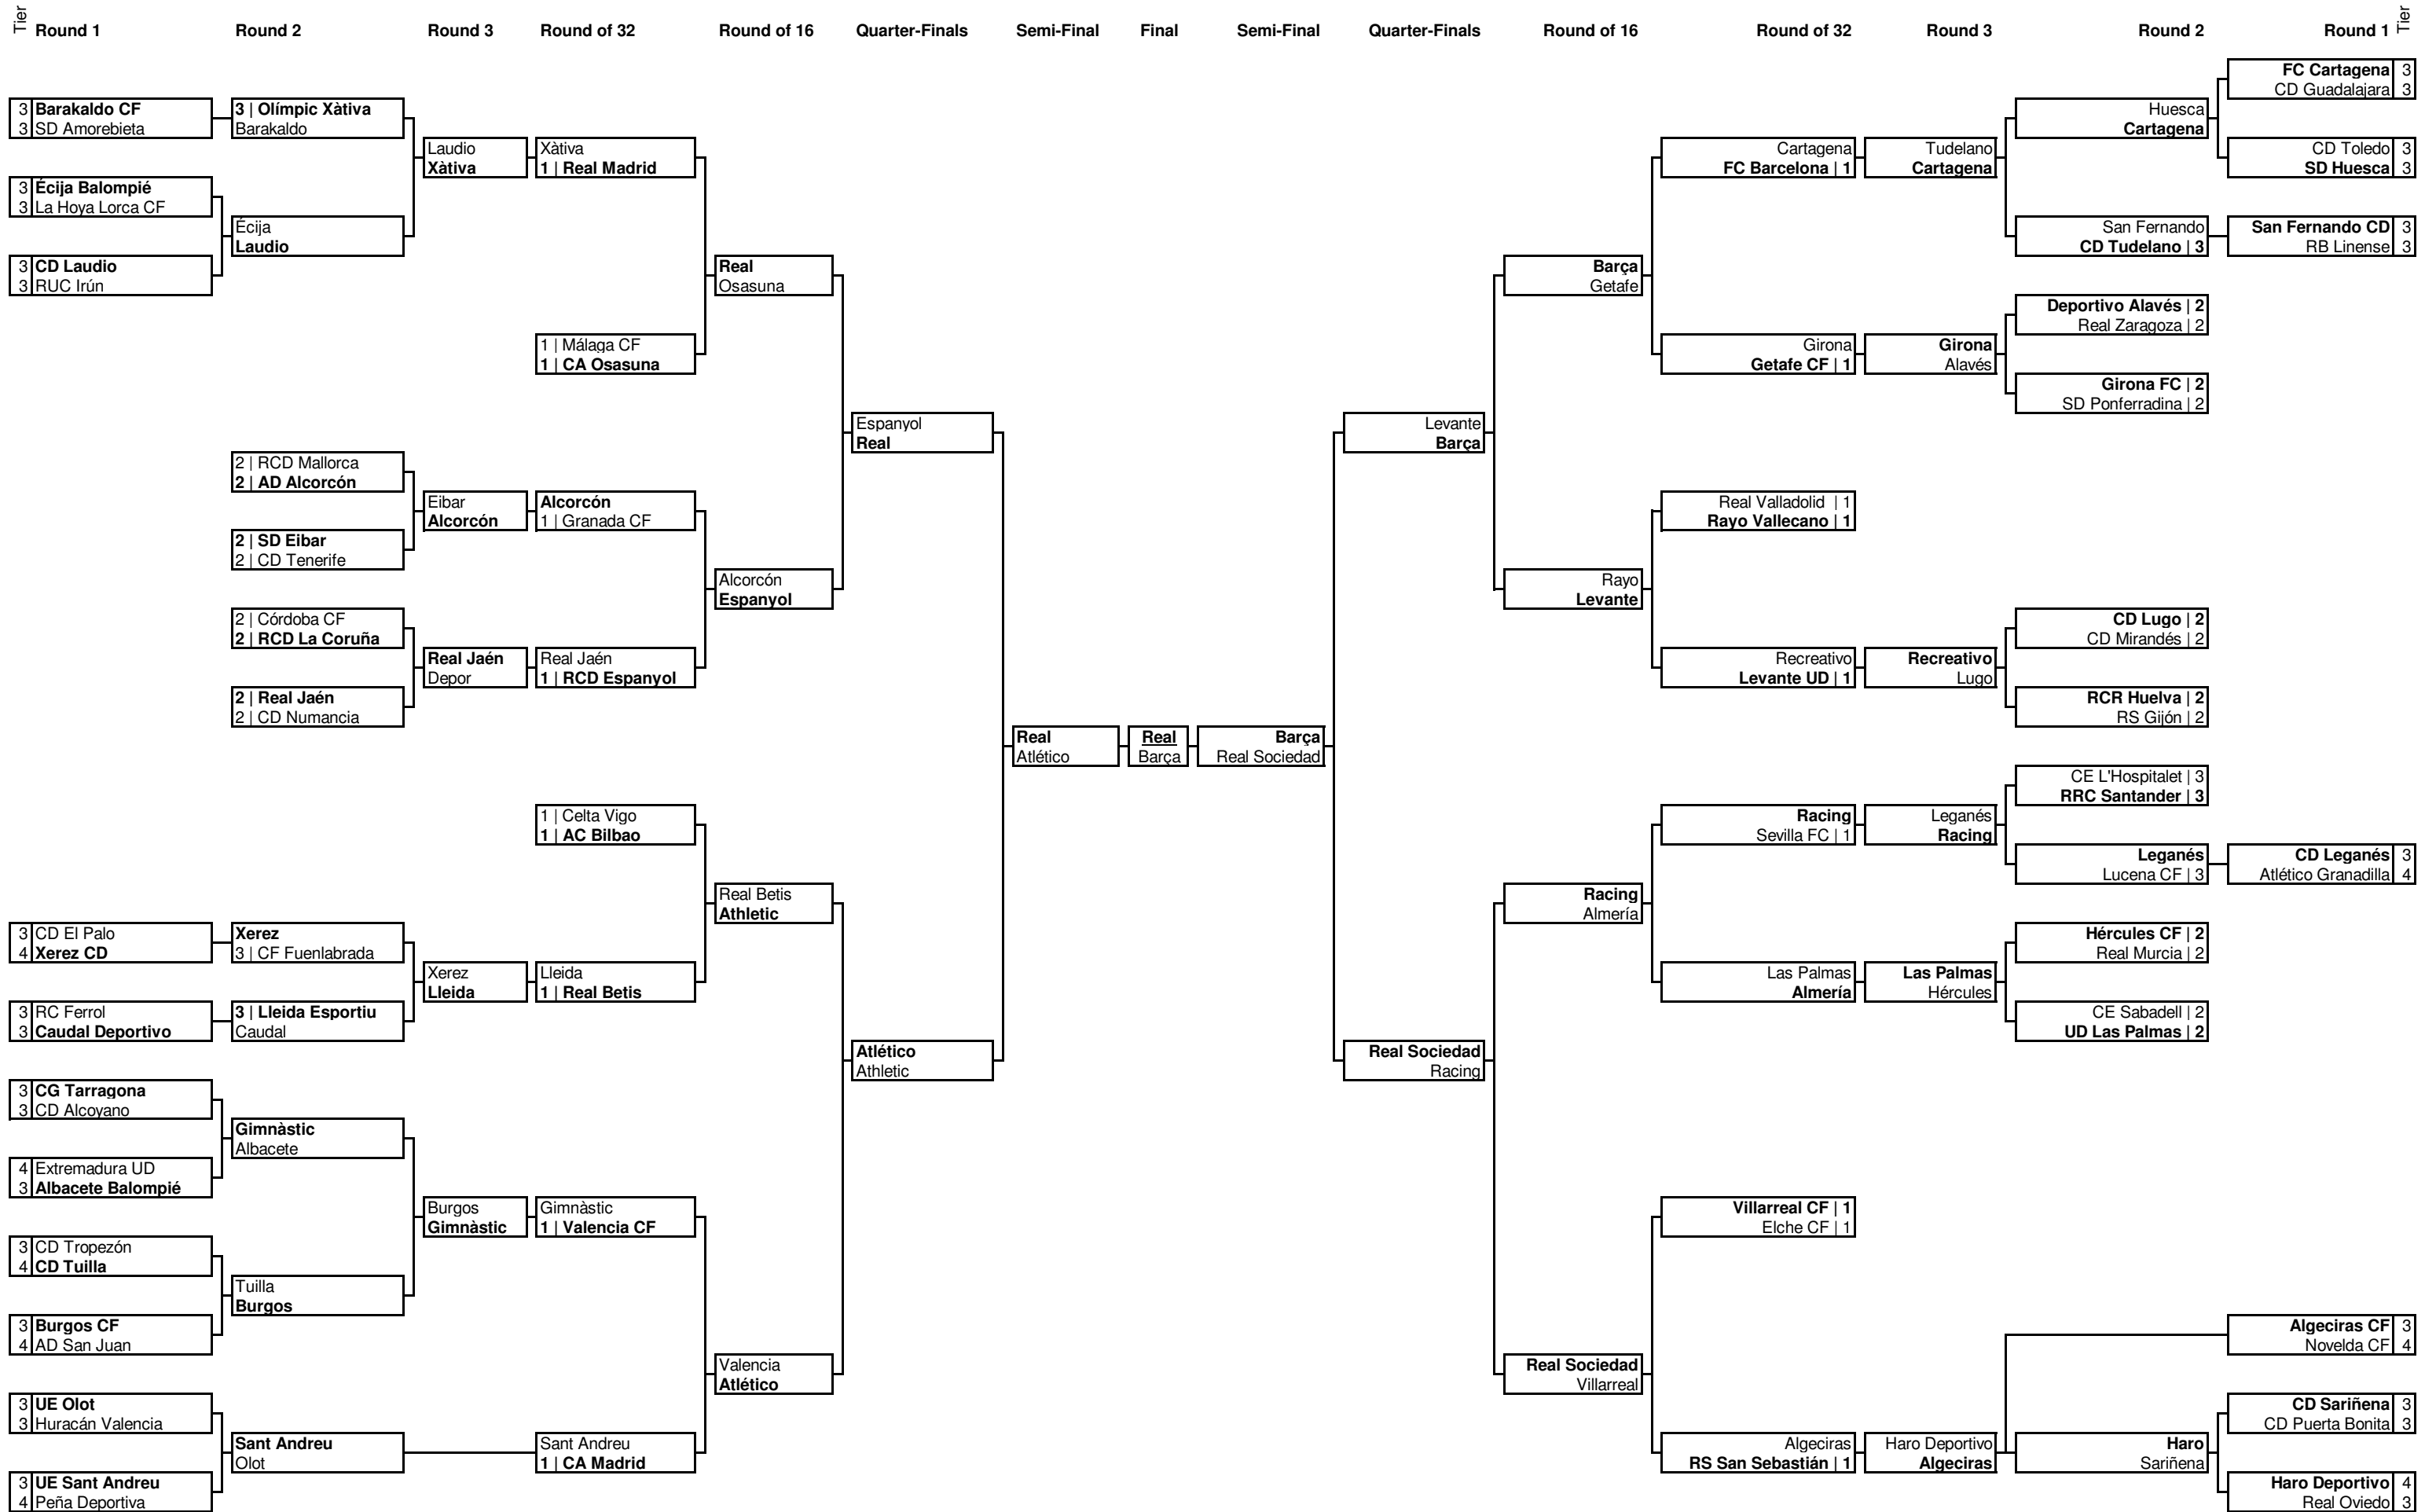 Tier Round 1 Round 2 Round 3 Round of 32 Round of 16 Quarter-Finals Semi-Final Final Semi-Final Quarter-Finals Round of 16 Round of 32 Round 3 Round 2 Round 1 Tier
3 Barakaldo CF
3 SD Amorebieta
3 Écija Balompié
3 La Hoya Lorca CF
3 CD Laudio
3 RUC Irún
3 CD El Palo
4 Xerez CD
3 RC Ferrol
3 Caudal Deportivo
3 CG Tarragona
3 CD Alcoyano
4 Extremadura UD
3 Albacete Balompié
3 CD Tropezón
4 CD Tuilla
3 Burgos CF
4 AD San Juan
3 UE Olot
3 Huracán Valencia
3 UE Sant Andreu
4 Peña Deportiva
3 | Olímpic Xàtiva
Barakaldo
Écija
Laudio
2 | RCD Mallorca
2 | AD Alcorcón
2 | SD Eibar
2 | CD Tenerife
2 | Córdoba CF
2 | RCD La Coruña
2 | Real Jaén
2 | CD Numancia
Xerez
3 | CF Fuenlabrada
3 | Lleida Esportiu
Caudal
Gimnàstic
Albacete
Tuilla
Burgos
Sant Andreu
Olot
Laudio
Xàtiva
Eibar
Alcorcón
Real Jaén
Depor
Xerez
Lleida
Burgos
Gimnàstic
Xàtiva
1 | Real Madrid
1 | Málaga CF
1 | CA Osasuna
Alcorcón
1 | Granada CF
Real Jaén
1 | RCD Espanyol
1 | Celta Vigo
1 | AC Bilbao
Lleida
1 | Real Betis
Gimnàstic
1 | Valencia CF
Sant Andreu
1 | CA Madrid
Real
Osasuna
Alcorcón
Espanyol
Real Betis
Athletic
Valencia
Atlético
Espanyol
Real
Atlético
Athletic
Real
Atlético
Real
Barça
Barça
Real Sociedad
Levante
Barça
Real Sociedad
Racing
Barça
Getafe
Rayo
Levante
Racing
Almería
Real Sociedad
Villarreal
Cartagena
FC Barcelona | 1
Girona
Getafe CF | 1
Real Valladolid | 1
Rayo Vallecano | 1
Recreativo
Levante UD | 1
Racing
Sevilla FC | 1
Las Palmas
Almería
Villarreal CF | 1
Elche CF | 1
Algeciras
RS San Sebastián | 1
Tudelano
Cartagena
Girona
Alavés
Recreativo
Lugo
Leganés
Racing
Las Palmas
Hércules
Haro Deportivo
Algeciras
Huesca
Cartagena
San Fernando
CD Tudelano | 3
Deportivo Alavés | 2
Real Zaragoza | 2
Girona FC | 2
SD Ponferradina | 2
CD Lugo | 2
CD Mirandés | 2
RCR Huelva | 2
RS Gijón | 2
CE L'Hospitalet | 3
RRC Santander | 3
Leganés
Lucena CF | 3
Hércules CF | 2
Real Murcia | 2
CE Sabadell | 2
UD Las Palmas | 2
Haro
Sariñena
FC Cartagena 3
CD Guadalajara 3
CD Toledo 3
SD Huesca 3
San Fernando CD 3
RB Linense 3
CD Leganés 3
Atlético Granadilla 4
Algeciras CF 3
Novelda CF 4
CD Sariñena 3
CD Puerta Bonita 3
Haro Deportivo 4
Real Oviedo 3